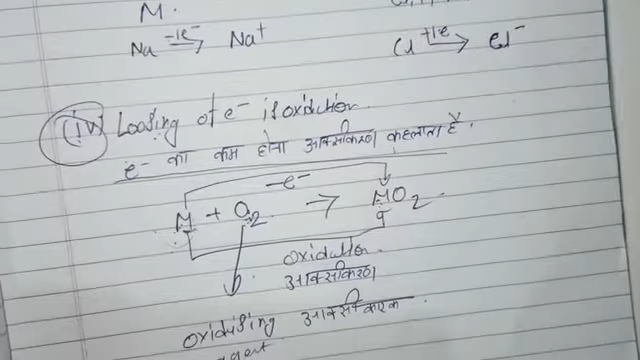 M.
Na -1e⁻ → Na⁺
Cl +1e → Cl⁻
(iv) Loosing of e⁻ is oxidation.
e⁻ का कम होना आक्सीकरण कहलाता है.
-e⁻
M + O₂ → MO₂
oxidation.
आक्सीकरण
oxidising आक्सीकारक
agent